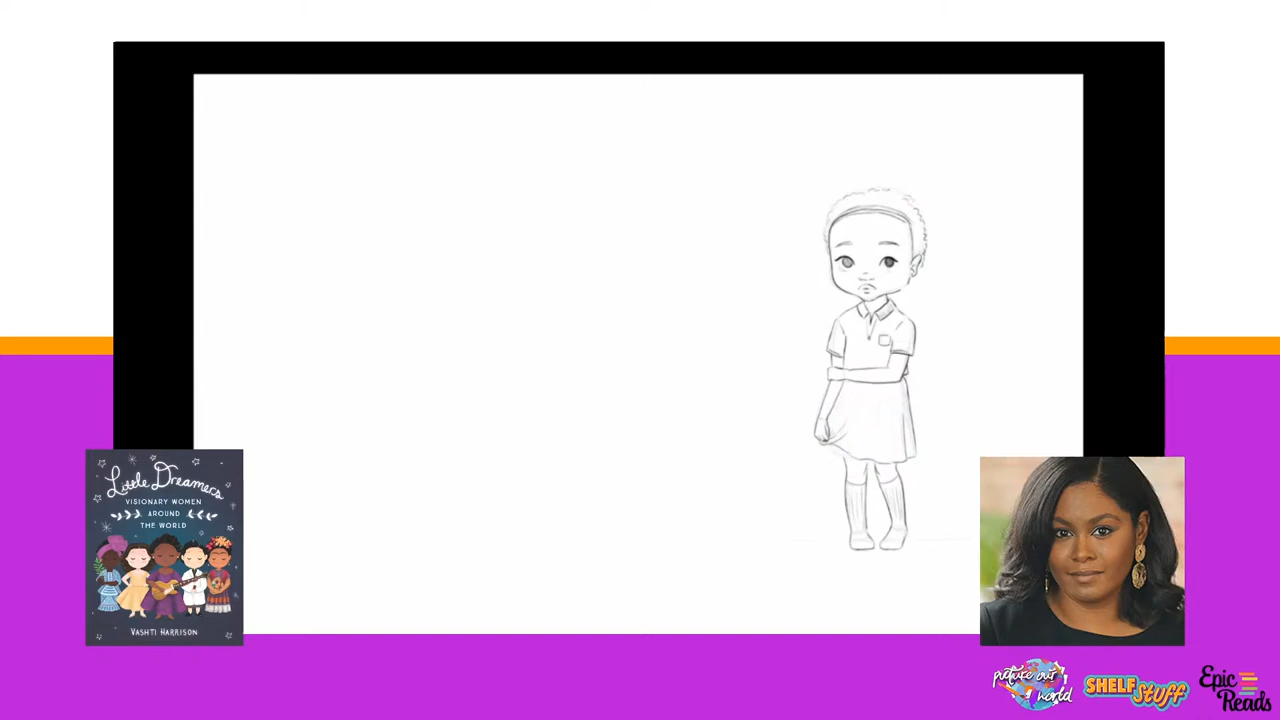 Little Dreamers
VISIONARY WOMEN
AROUND
THE WORLD
VASHTI HARRISON
picture our
world
SHELF
STUFF
Epic
Reads